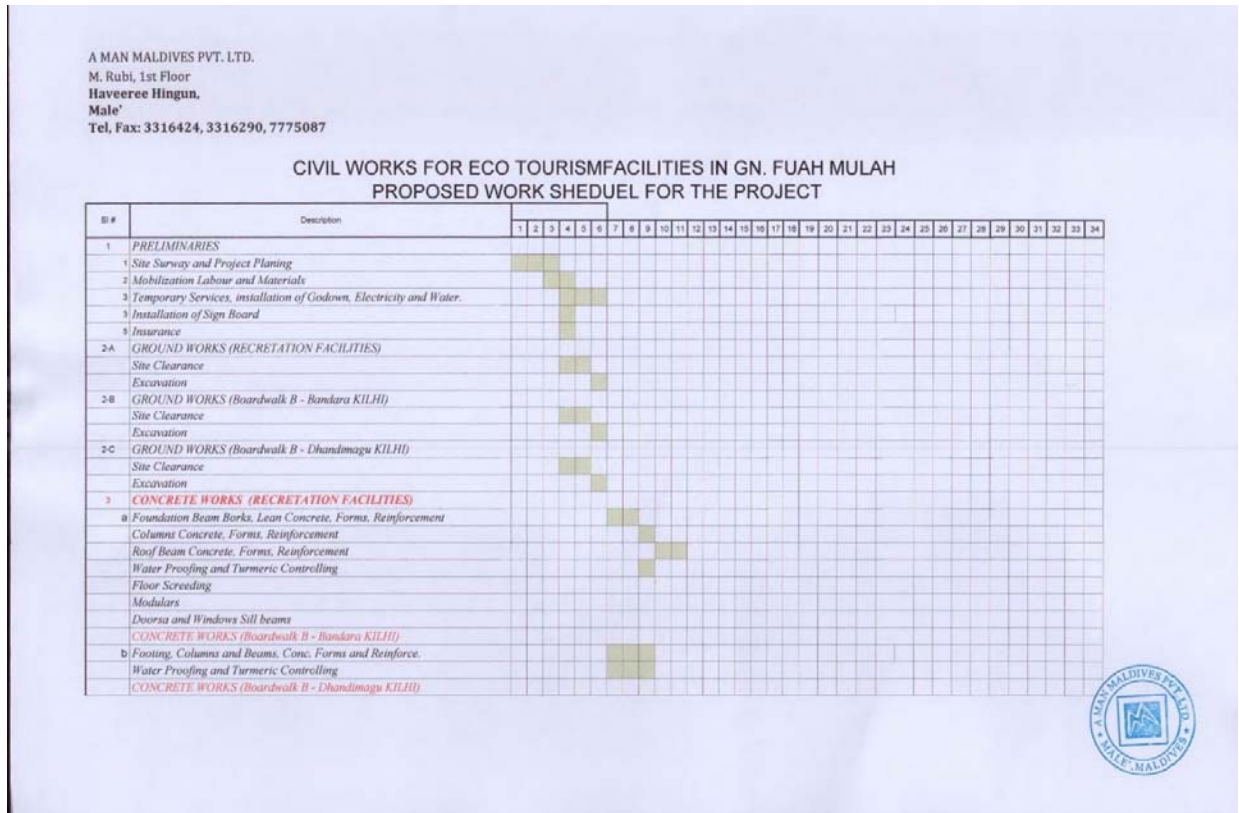 A MAN MALDIVES PVT. LTD.
M. Rubi, 1st Floor
Haveeree Hingun,
Male'
Tel, Fax: 3316424, 3316290, 7775087
CIVIL WORKS FOR ECO TOURISMFACILITIES IN GN. FUAH MULAH
PROPOSED WORK SHEDUEL FOR THE PROJECT
SI # Description 1 2 3 4 5 6 7 8 9 10 11 12 13 14 15 16 17 18 19 20 21 22 23 24 25 26 27 28 29 30 31 32 33 34
1 PRELIMINARIES
1 Site Surway and Project Planing
2 Mobilization Labour and Materials
3 Temporary Services, installation of Godown, Electricity and Water.
3 Installation of Sign Board
5 Insurance
2-A GROUND WORKS (RECRETATION FACILITIES)
Site Clearance
Excavation
2-B GROUND WORKS (Boardwalk B - Bandara KILHI)
Site Clearance
Excavation
2-C GROUND WORKS (Boardwalk B - Dhandimagu KILHI)
Site Clearance
Excavation
3 CONCRETE WORKS (RECRETATION FACILITIES)
a Foundation Beam Borks, Lean Concrete, Forms, Reinforcement
Columns Concrete, Forms, Reinforcement
Roof Beam Concrete, Forms, Reinforcement
Water Proofing and Turmeric Controlling
Floor Screeding
Modulars
Doorsa and Windows Sill beams
CONCRETE WORKS (Boardwalk B - Bandara KILHI)
b Footing, Columns and Beams, Conc. Forms and Reinforce.
Water Proofing and Turmeric Controlling
CONCRETE WORKS (Boardwalk B - Dhandimagu KILHI)
A MAN MALDIVES PVT. LTD.
MALE', MALDIVES